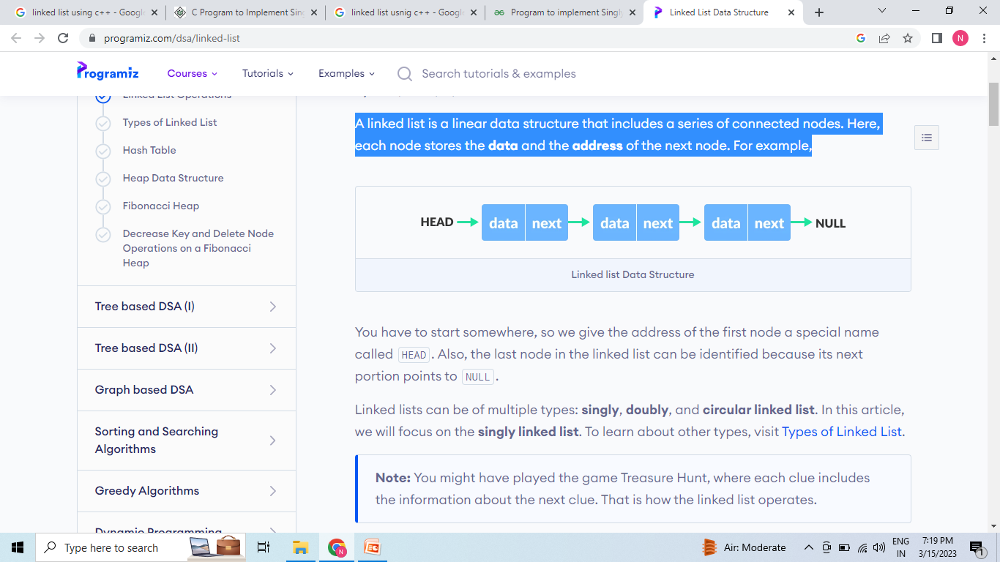 linked list using c++ - Googl
C Program to Implement Sin
linked list usnig c++ - Googl
Program to implement Singly
Linked List Data Structure
programiz.com/dsa/linked-list
N
Programiz
Courses
Tutorials
Examples
Search tutorials & examples
Linked List Operations
Types of Linked List
Hash Table
Heap Data Structure
Fibonacci Heap
Decrease Key and Delete Node
Operations on a Fibonacci
Heap
Tree based DSA (I)
Tree based DSA (II)
Graph based DSA
Sorting and Searching
Algorithms
Greedy Algorithms
Dynamic Programming
A linked list is a linear data structure that includes a series of connected nodes. Here,
each node stores the data and the address of the next node. For example,
HEAD data next data next data next NULL
Linked list Data Structure
You have to start somewhere, so we give the address of the first node a special name
called HEAD . Also, the last node in the linked list can be identified because its next
portion points to NULL .
Linked lists can be of multiple types: singly, doubly, and circular linked list. In this article,
we will focus on the singly linked list. To learn about other types, visit Types of Linked List.
Note: You might have played the game Treasure Hunt, where each clue includes
the information about the next clue. That is how the linked list operates.
Type here to search
N
Air: Moderate
ENG
IN
7:19 PM
3/15/2023
1